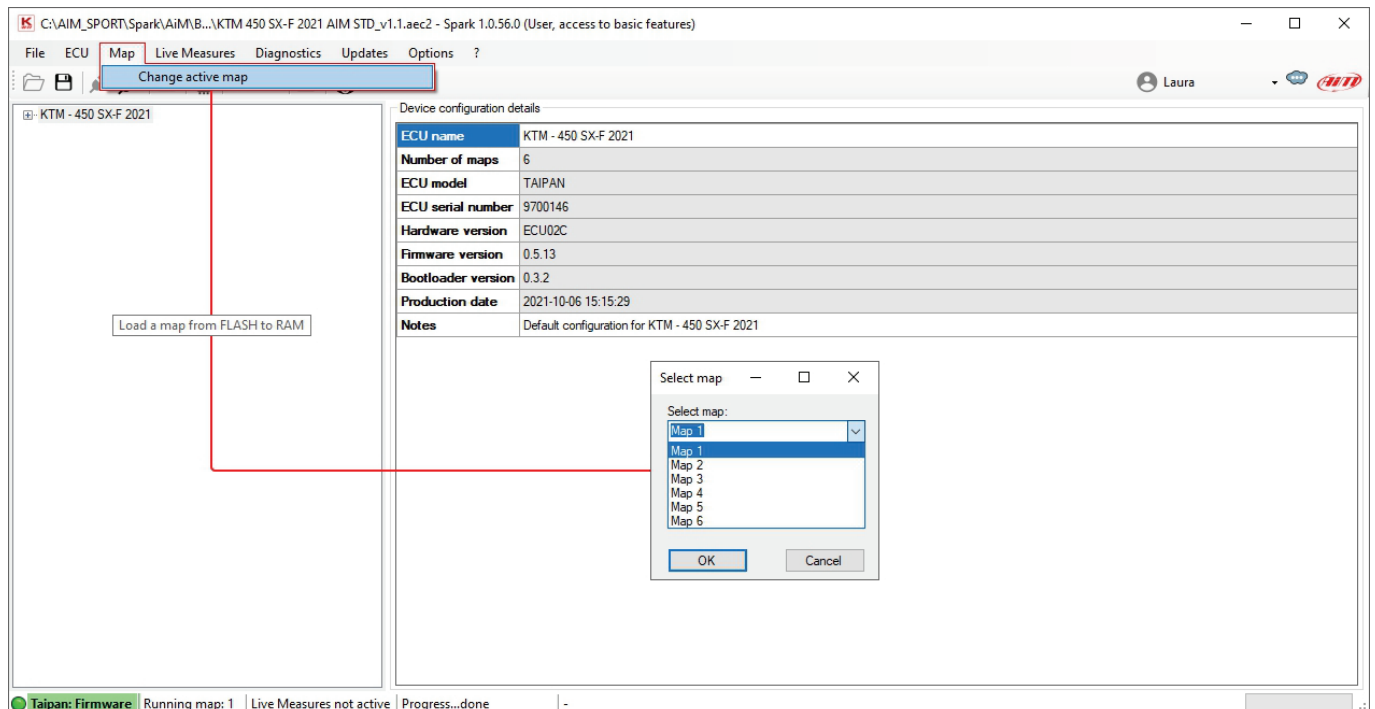 C:\AIM_SPORT\Spark\AiM\B...\KTM 450 SX-F 2021 AIM STD_v1.1.aec2 - Spark 1.0.56.0 (User, access to basic features)
File ECU Map Live Measures Diagnostics Updates Options ?
Change active map
Laura
AiM
KTM - 450 SX-F 2021
Device configuration details
ECU name KTM - 450 SX-F 2021
Number of maps 6
ECU model TAIPAN
ECU serial number 9700146
Hardware version ECU02C
Firmware version 0.5.13
Bootloader version 0.3.2
Production date 2021-10-06 15:15:29
Notes Default configuration for KTM - 450 SX-F 2021
Load a map from FLASH to RAM
Select map
Select map:
Map 1
Map 1
Map 2
Map 3
Map 4
Map 5
Map 6
OK Cancel
Taipan: Firmware Running map: 1 Live Measures not active Progress...done -